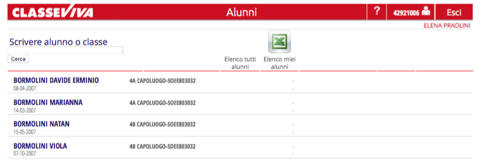 CLASSEVIVA Alunni ? 42921006 Esci
ELENA PRAOLINI
Scrivere alunno o classe
Cerca
Elenco tutti alunni
Elenco miei alunni
BORMOLINI DAVIDE ERMINIO 4A CAPOLUOGO-SOEE803032 -
08-04-2007 -
BORMOLINI MARIANNA 4A CAPOLUOGO-SOEE803032 -
14-03-2007 -
BORMOLINI NATAN 4B CAPOLUOGO-SOEE803032 -
15-05-2007 -
BORMOLINI VIOLA 4B CAPOLUOGO-SOEE803032 -
07-10-2007 -